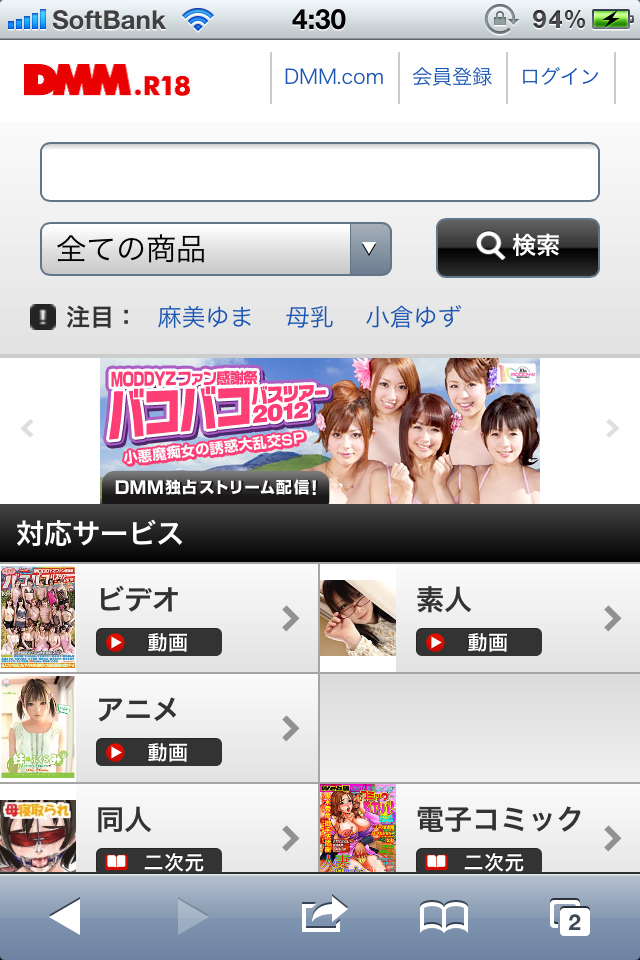 SoftBank 4:30 94%
DMM.R18
DMM.com 会員登録 ログイン
全ての商品 検索
注目： 麻美ゆま 母乳 小倉ゆず
MOODYZファン感謝祭
バコバコバスツアー
2012
小悪魔痴女の誘惑大乱交SP
DMM独占ストリーム配信！
対応サービス
ビデオ
動画
素人
動画
アニメ
動画
母寝取られ
同人
二次元
電子コミック
二次元
2